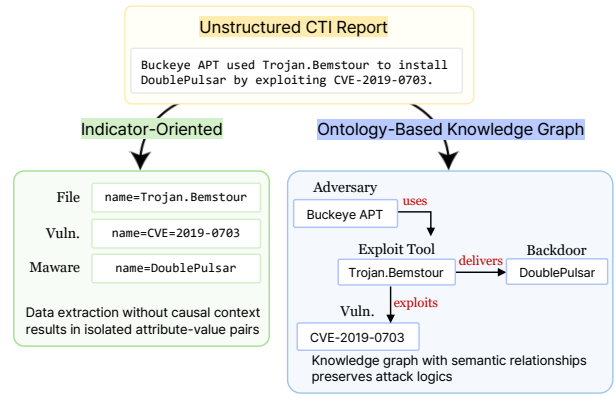 Unstructured CTI Report
Buckeye APT used Trojan.Bemstour to install
DoublePulsar by exploiting CVE-2019-0703.
Indicator-Oriented
Ontology-Based Knowledge Graph
File
name=Trojan.Bemstour
Vuln.
name=CVE=2019-0703
Maware
name=DoublePulsar
Data extraction without causal context
results in isolated attribute-value pairs
Adversary
uses
Buckeye APT
Exploit Tool
Backdoor
delivers
Trojan.Bemstour
DoublePulsar
exploits
Vuln.
CVE-2019-0703
Knowledge graph with semantic relationships
preserves attack logics